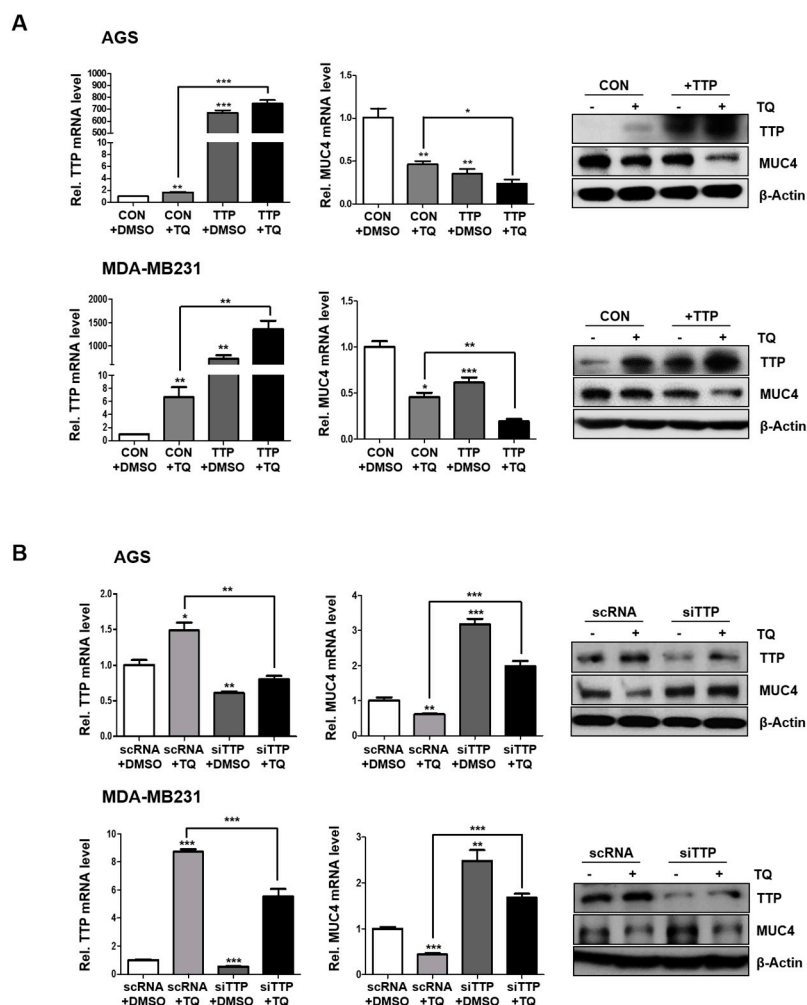 A
AGS
Rel. TTP mRNA level
1000
900
800
700
600
500
10
8
6
4
2
0
***
***
**
CON
+DMSO
CON
+TQ
TTP
+DMSO
TTP
+TQ
Rel. MUC4 mRNA level
1.5
1.0
0.5
0.0
*
**
**
CON
+DMSO
CON
+TQ
TTP
+DMSO
TTP
+TQ
CON +TTP
- + - + TQ
TTP
MUC4
β-Actin
MDA-MB231
Rel. TTP mRNA level
2000
1500
1000
10
8
6
4
2
0
**
**
**
CON
+DMSO
CON
+TQ
TTP
+DMSO
TTP
+TQ
Rel. MUC4 mRNA level
1.5
1.0
0.5
0.0
**
*
***
CON
+DMSO
CON
+TQ
TTP
+DMSO
TTP
+TQ
CON +TTP
- + - + TQ
TTP
MUC4
β-Actin
B
AGS
Rel. TTP mRNA level
2.0
1.5
1.0
0.5
0.0
**
*
**
scRNA
+DMSO
scRNA
+TQ
siTTP
+DMSO
siTTP
+TQ
Rel. MUC4 mRNA level
4
3
2
1
0
***
***
**
scRNA
+DMSO
scRNA
+TQ
siTTP
+DMSO
siTTP
+TQ
scRNA siTTP
- + - + TQ
TTP
MUC4
β-Actin
MDA-MB231
Rel. TTP mRNA level
10
8
6
4
2
0
***
***
***
scRNA
+DMSO
scRNA
+TQ
siTTP
+DMSO
siTTP
+TQ
Rel. MUC4 mRNA level
3
2
1
0
***
**
***
scRNA
+DMSO
scRNA
+TQ
siTTP
+DMSO
siTTP
+TQ
scRNA siTTP
- + - + TQ
TTP
MUC4
β-Actin